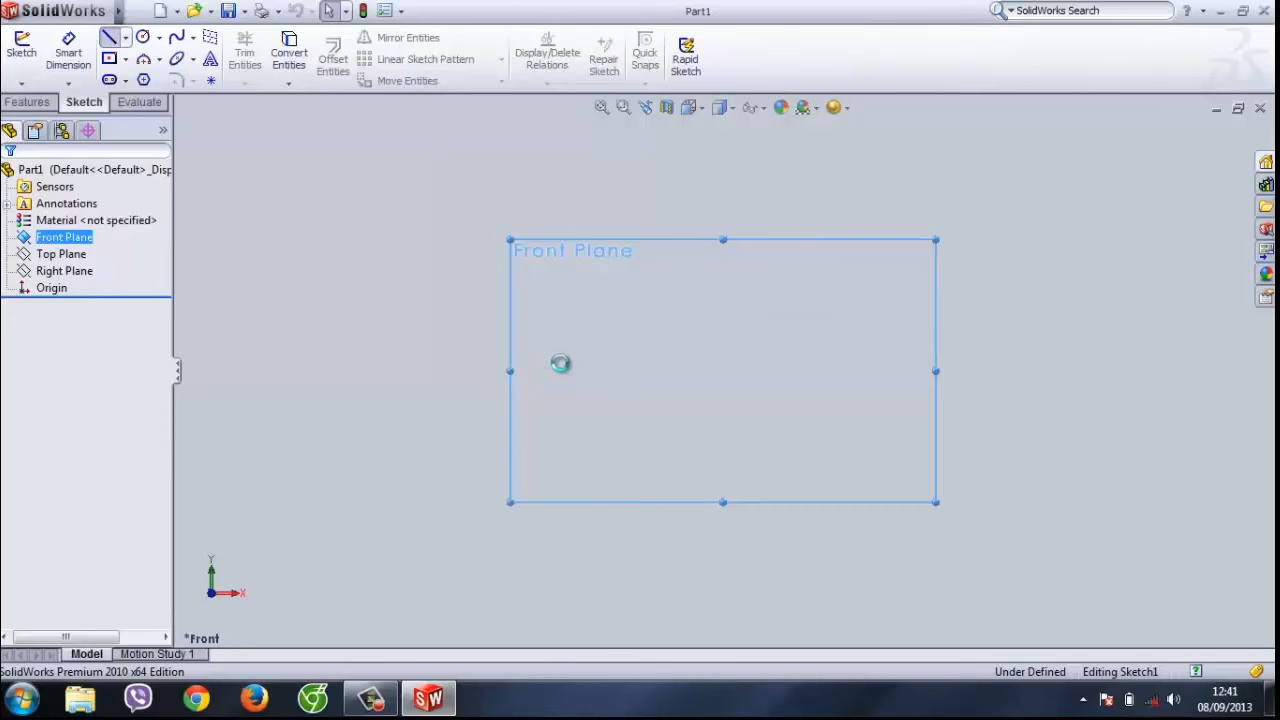 SolidWorks
Part1
SolidWorks Search
Sketch
Smart Dimension
Trim Entities
Convert Entities
Offset Entities
Mirror Entities
Linear Sketch Pattern
Move Entities
Display/Delete Relations
Repair Sketch
Quick Snaps
Rapid Sketch
Features
Sketch
Evaluate
Part1 (Default<<Default>_Disp
Sensors
Annotations
Material <not specified>
Front Plane
Top Plane
Right Plane
Origin
Front Plane
Y
X
*Front
Model
Motion Study 1
SolidWorks Premium 2010 x64 Edition
Under Defined
Editing Sketch1
12:41
08/09/2013